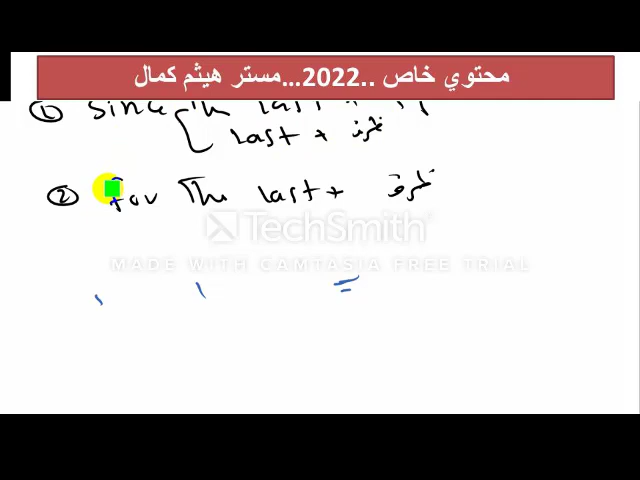 محتوي خاص ..2022...مستر هيثم كمال
① Since The last +
last + ظرف
② for The last + ظرف
TechSmith
MADE WITH CAMTASIA FREE TRIAL